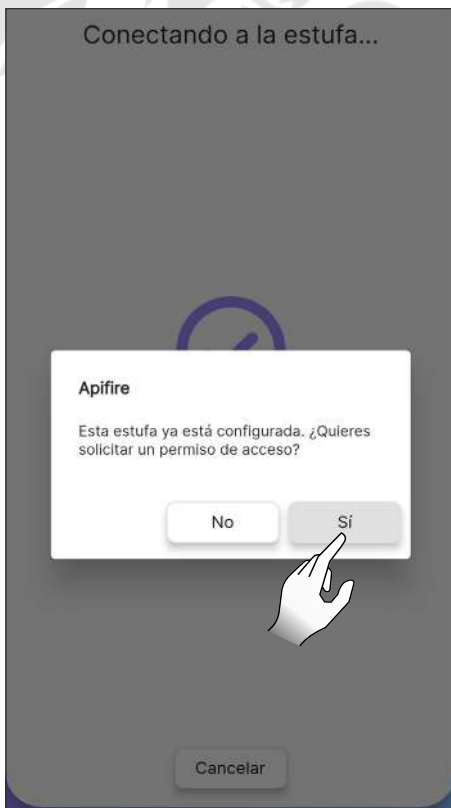 Conectando a la estufa...
Apifire
Esta estufa ya está configurada. ¿Quieres
solicitar un permiso de acceso?
No
Sí
Cancelar